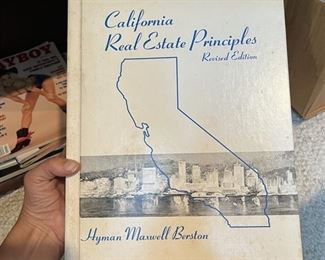 California
Real Estate Principles
Revised Edition
Hyman Maxwell Berston